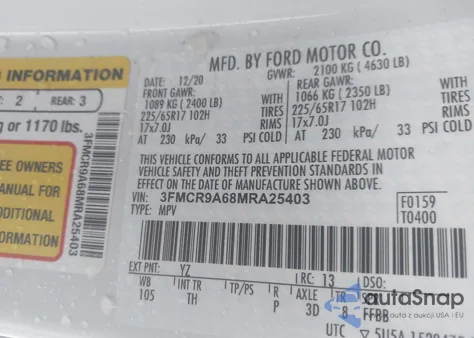 MFD. BY FORD MOTOR CO.
DATE: 12/20 GVWR: 2100 KG ( 4630 LB)
FRONT GAWR: REAR GAWR:
1089 KG ( 2400 LB) WITH 1066 KG ( 2350 LB) WITH
225/65R17 102H TIRES 225/65R17 102H TIRES
17x7.0J RIMS 17x7.0J RIMS
AT 230 kPa/ 33 PSI COLD AT 230 kPa/ 33 PSI COLD
THIS VEHICLE CONFORMS TO ALL APPLICABLE FEDERAL MOTOR
VEHICLE SAFETY AND THEFT PREVENTION STANDARDS IN
EFFECT ON THE DATE OF MANUFACTURE SHOWN ABOVE.
VIN: 3FMCR9A68MRA25403 F0159
TYPE: MPV T0400
EXT PNT: YZ RC: 13 DSO:
WB INT TR TP/PS R AXLE TR
105 TH P 3D 8 FFBB
UTC
INFORMATION
2 REAR: 3
or 1170 lbs.
3FMCR9A68MRA25403
EE OWNERS
ANUAL FOR
DITIONAL
ORMATION
autoSnap